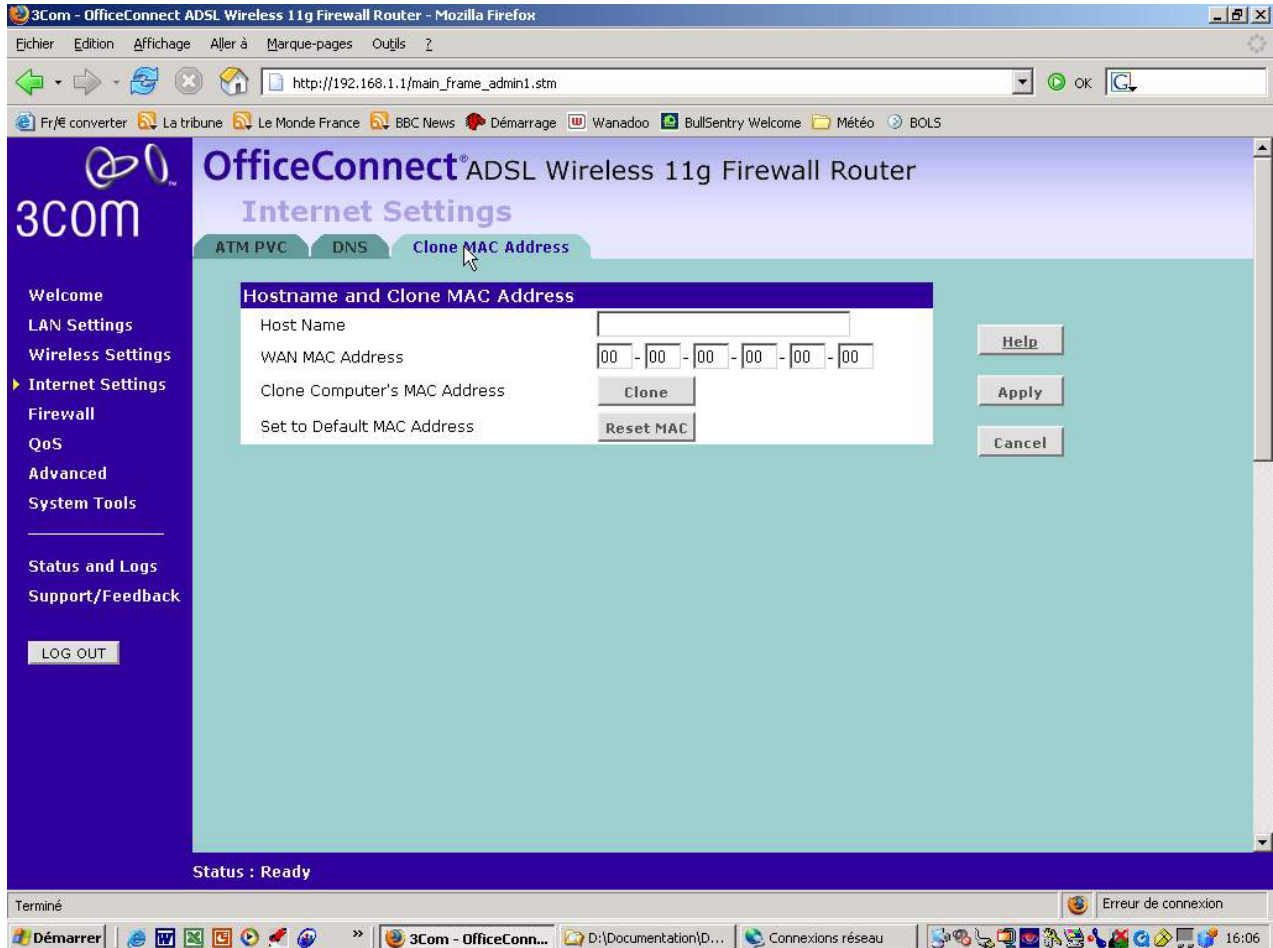 3Com - OfficeConnect ADSL Wireless 11g Firewall Router - Mozilla Firefox
Fichier Edition Affichage Aller à Marque-pages Outils ?
http://192.168.1.1/main_frame_admin1.stm OK G
Fr/€ converter La tribune Le Monde France BBC News Démarrage Wanadoo BullSentry Welcome Météo BOLS
3COM
OfficeConnect® ADSL Wireless 11g Firewall Router
Internet Settings
ATM PVC DNS Clone MAC Address
Welcome
LAN Settings
Wireless Settings
Internet Settings
Firewall
QoS
Advanced
System Tools
Status and Logs
Support/Feedback
LOG OUT
Hostname and Clone MAC Address
Host Name
WAN MAC Address 00 - 00 - 00 - 00 - 00 - 00
Clone Computer's MAC Address Clone
Set to Default MAC Address Reset MAC
Help
Apply
Cancel
Status : Ready
Terminé Erreur de connexion
Démarrer » 3Com - OfficeConn... D:\Documentation\D... Connexions réseau 16:06